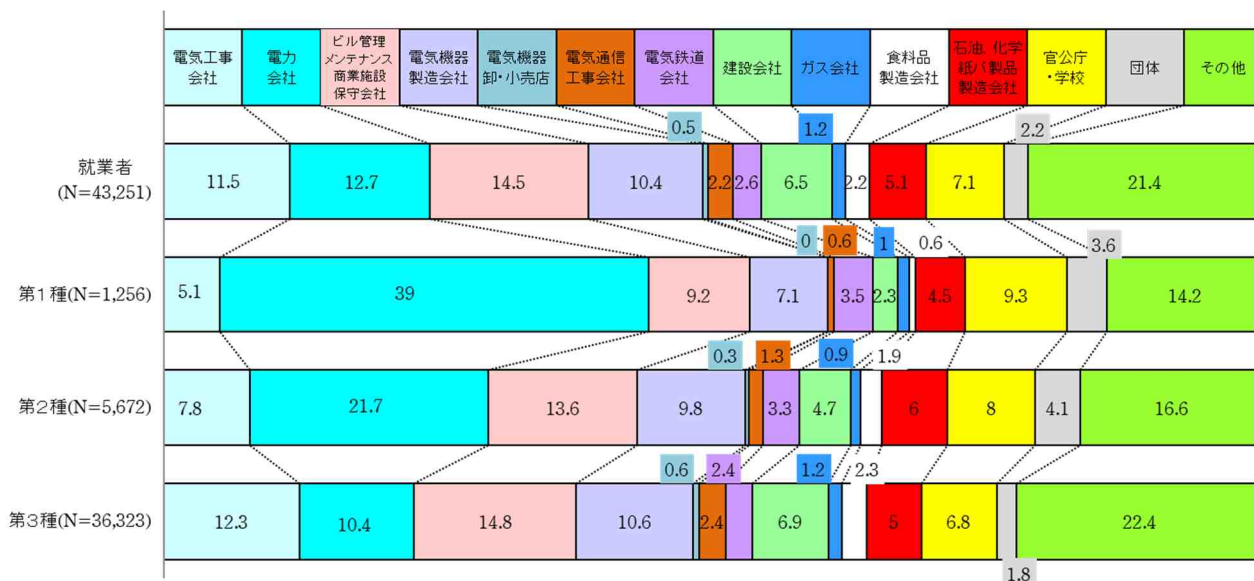 電気工事
会社
電力
会社
ビル管理
メンテナンス
商業施設
保守会社
電気機器
製造会社
電気機器
卸・小売店
電気通信
工事会社
電気鉄道
会社
建設会社
ガス会社
食料品
製造会社
石油、化学
紙パ製品
製造会社
官公庁
・学校
団体
その他
0.5
1.2
2.2
就業者
(N=43,251)
11.5
12.7
14.5
10.4
2.2
2.6
6.5
2.2
5.1
7.1
21.4
0
0.6
1
0.6
3.6
第1種(N=1,256)
5.1
39
9.2
7.1
3.5
2.3
4.5
9.3
14.2
0.3
1.3
0.9
1.9
第2種(N=5,672)
7.8
21.7
13.6
9.8
3.3
4.7
6
8
4.1
16.6
0.6
2.4
1.2
2.3
第3種(N=36,323)
12.3
10.4
14.8
10.6
2.4
6.9
5
6.8
22.4
1.8